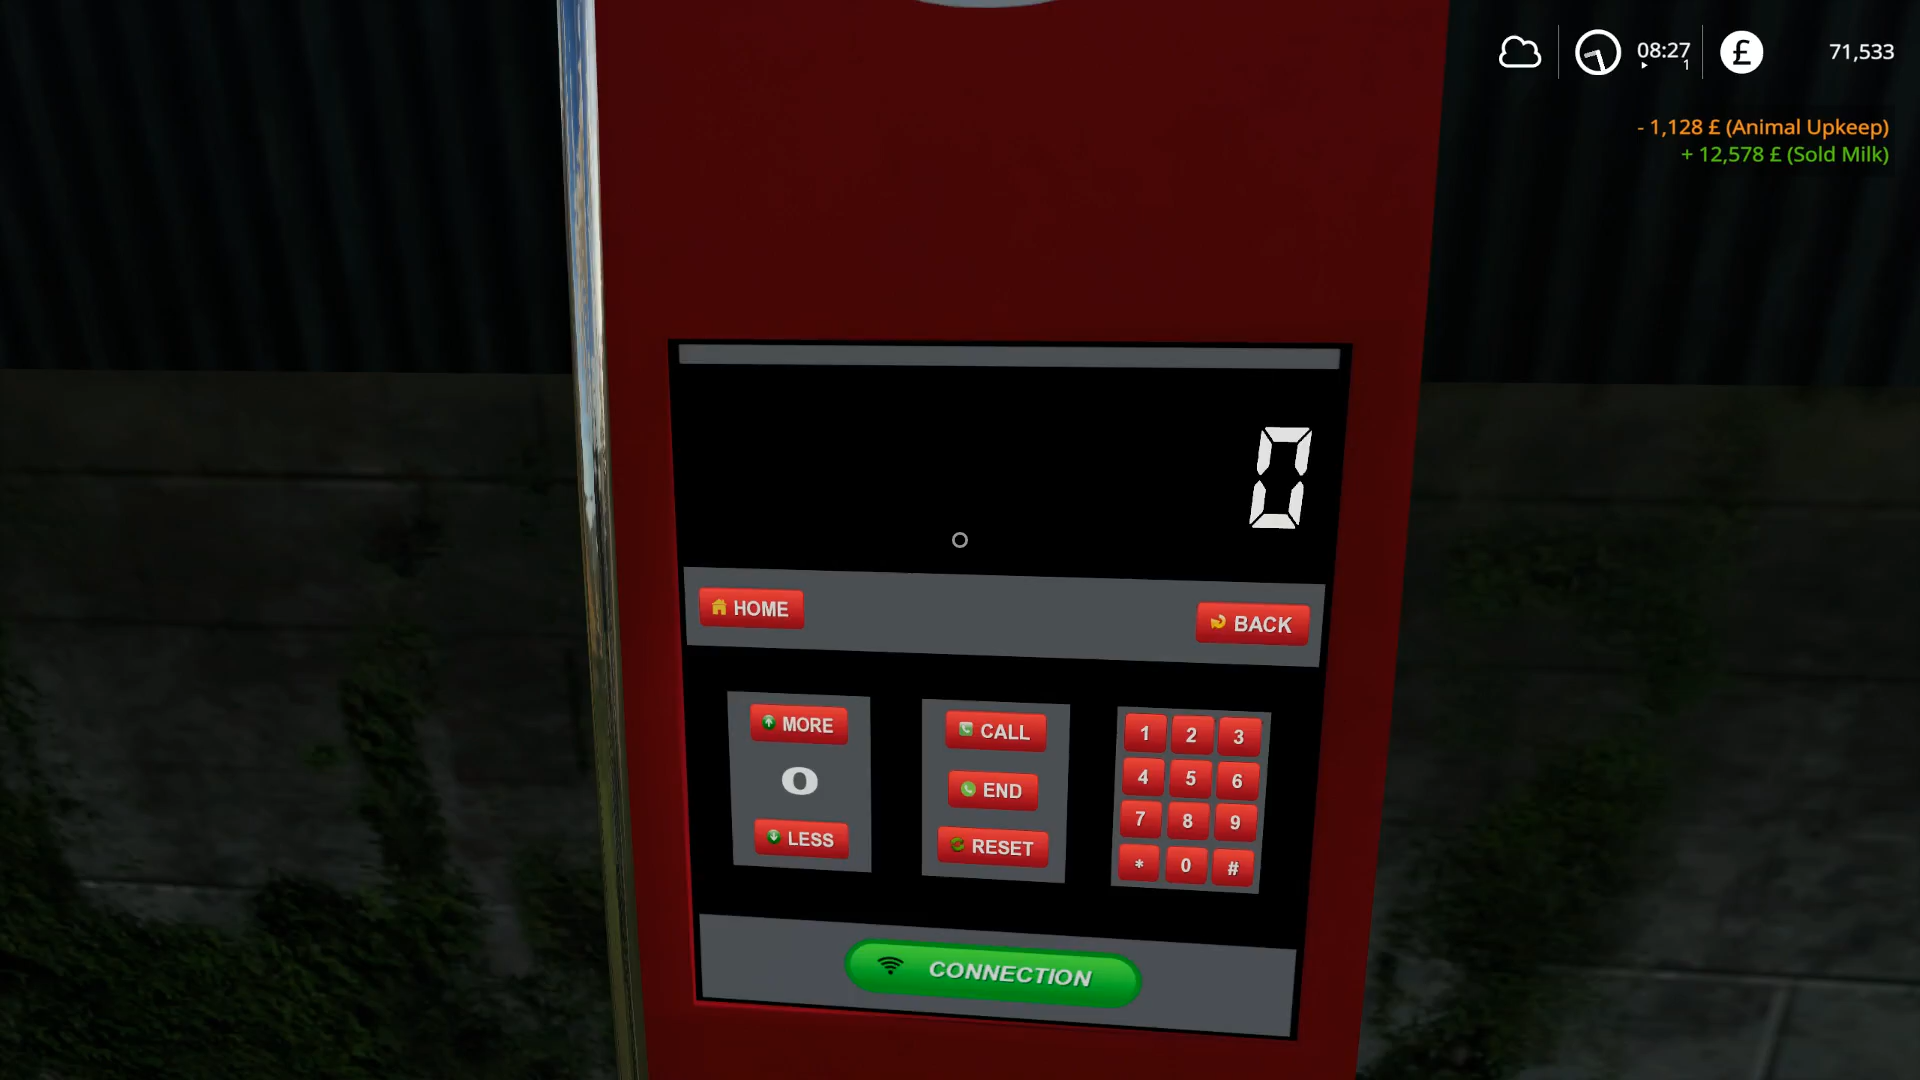 08:27
1
£
71,533
- 1,128 £ (Animal Upkeep)
+ 12,578 £ (Sold Milk)
0
HOME
BACK
MORE
0
LESS
CALL
END
RESET
1 2 3
4 5 6
7 8 9
* 0 #
CONNECTION